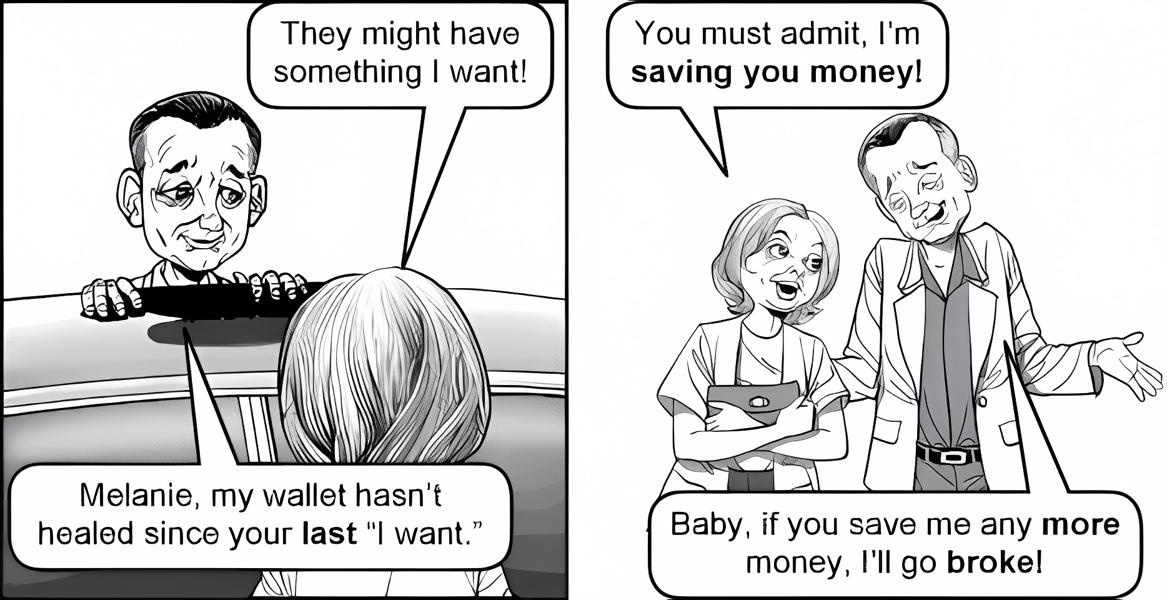 They might have
something I want!
Melanie, my wallet hasn't
healed since your last "I want."
You must admit, I'm
saving you money!
Baby, if you save me any more
money, I'll go broke!